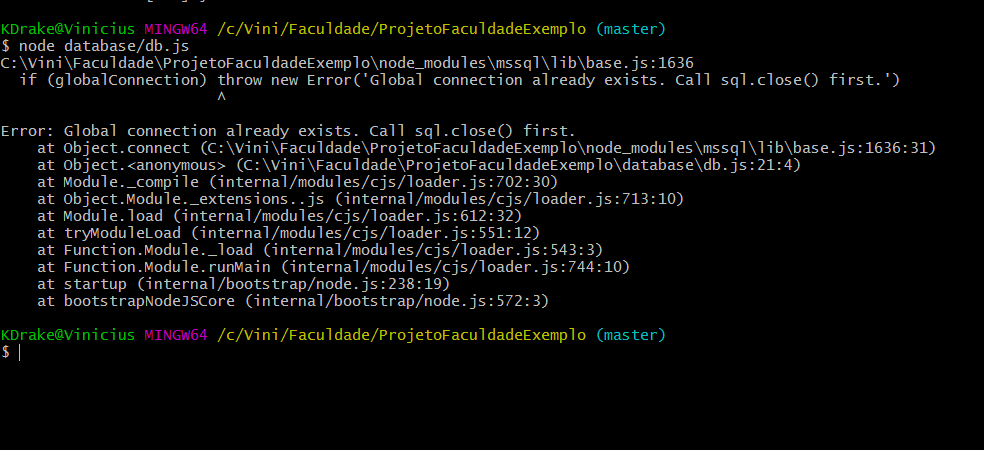 KDrake@Vinicius MINGW64 /c/Vini/Faculdade/ProjetoFaculdadeExemplo (master)
$ node database/db.js
C:\Vini\Faculdade\ProjetoFaculdadeExemplo\node_modules\mssql\lib\base.js:1636
  if (globalConnection) throw new Error('Global connection already exists. Call sql.close() first.')
                        ^
Error: Global connection already exists. Call sql.close() first.
    at Object.connect (C:\Vini\Faculdade\ProjetoFaculdadeExemplo\node_modules\mssql\lib\base.js:1636:31)
    at Object.<anonymous> (C:\Vini\Faculdade\ProjetoFaculdadeExemplo\database\db.js:21:4)
    at Module._compile (internal/modules/cjs/loader.js:702:30)
    at Object.Module._extensions..js (internal/modules/cjs/loader.js:713:10)
    at Module.load (internal/modules/cjs/loader.js:612:32)
    at tryModuleLoad (internal/modules/cjs/loader.js:551:12)
    at Function.Module._load (internal/modules/cjs/loader.js:543:3)
    at Function.Module.runMain (internal/modules/cjs/loader.js:744:10)
    at startup (internal/bootstrap/node.js:238:19)
    at bootstrapNodeJSCore (internal/bootstrap/node.js:572:3)
KDrake@Vinicius MINGW64 /c/Vini/Faculdade/ProjetoFaculdadeExemplo (master)
$